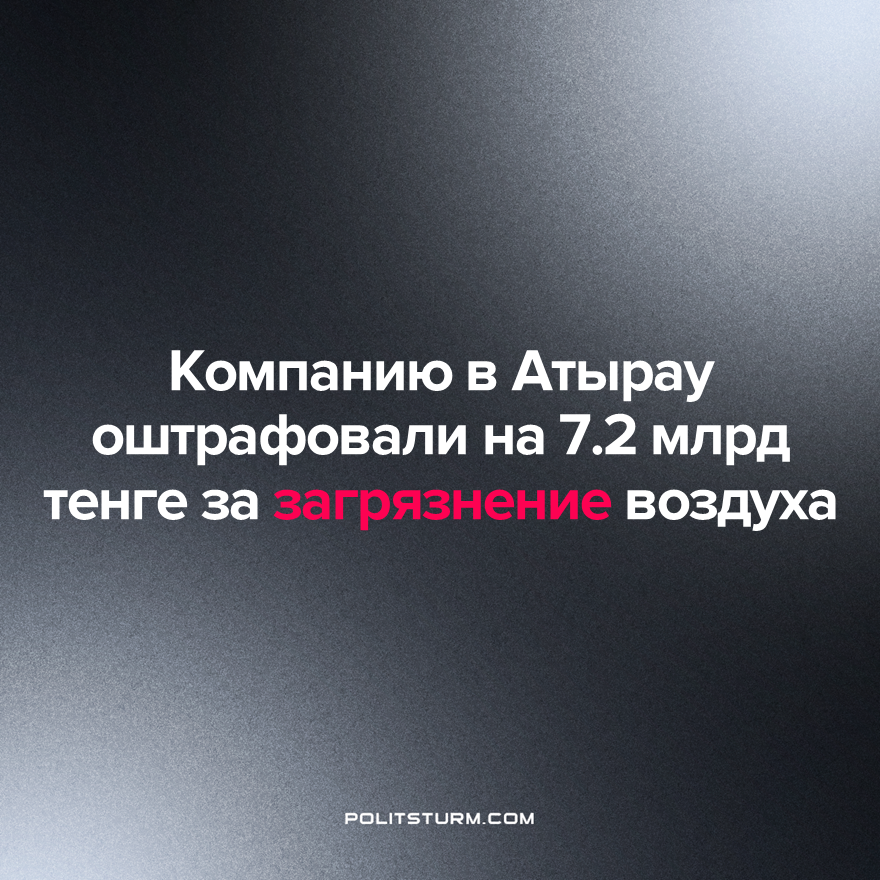 Компанию в Атырау
оштрафовали на 7.2 млрд
тенге за загрязнение воздуха
POLITSTURM.COM